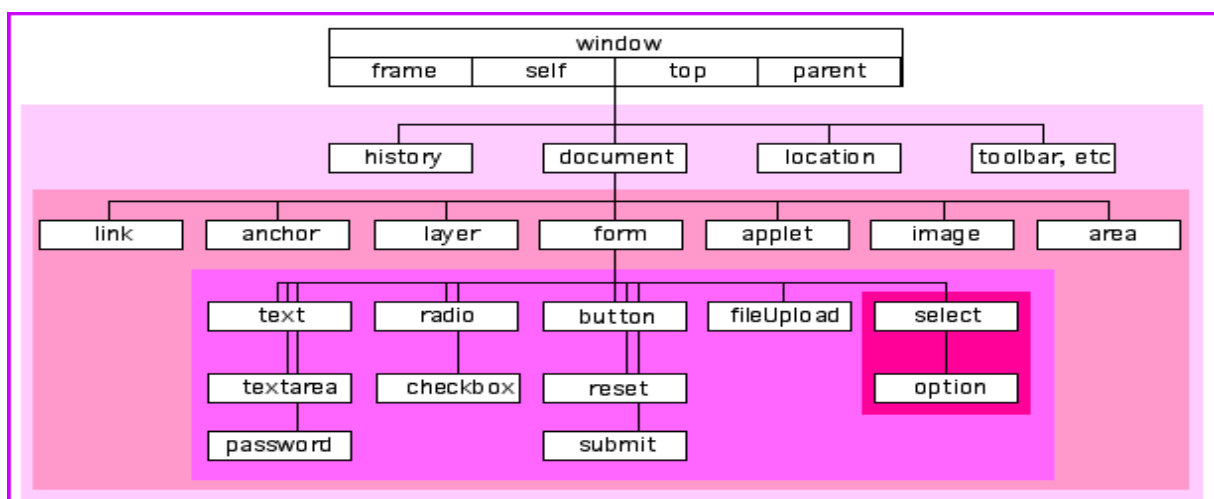 window
frame self top parent
history document location toolbar, etc
link anchor layer form applet image area
text radio button fileUpload select
textarea checkbox reset option
password submit